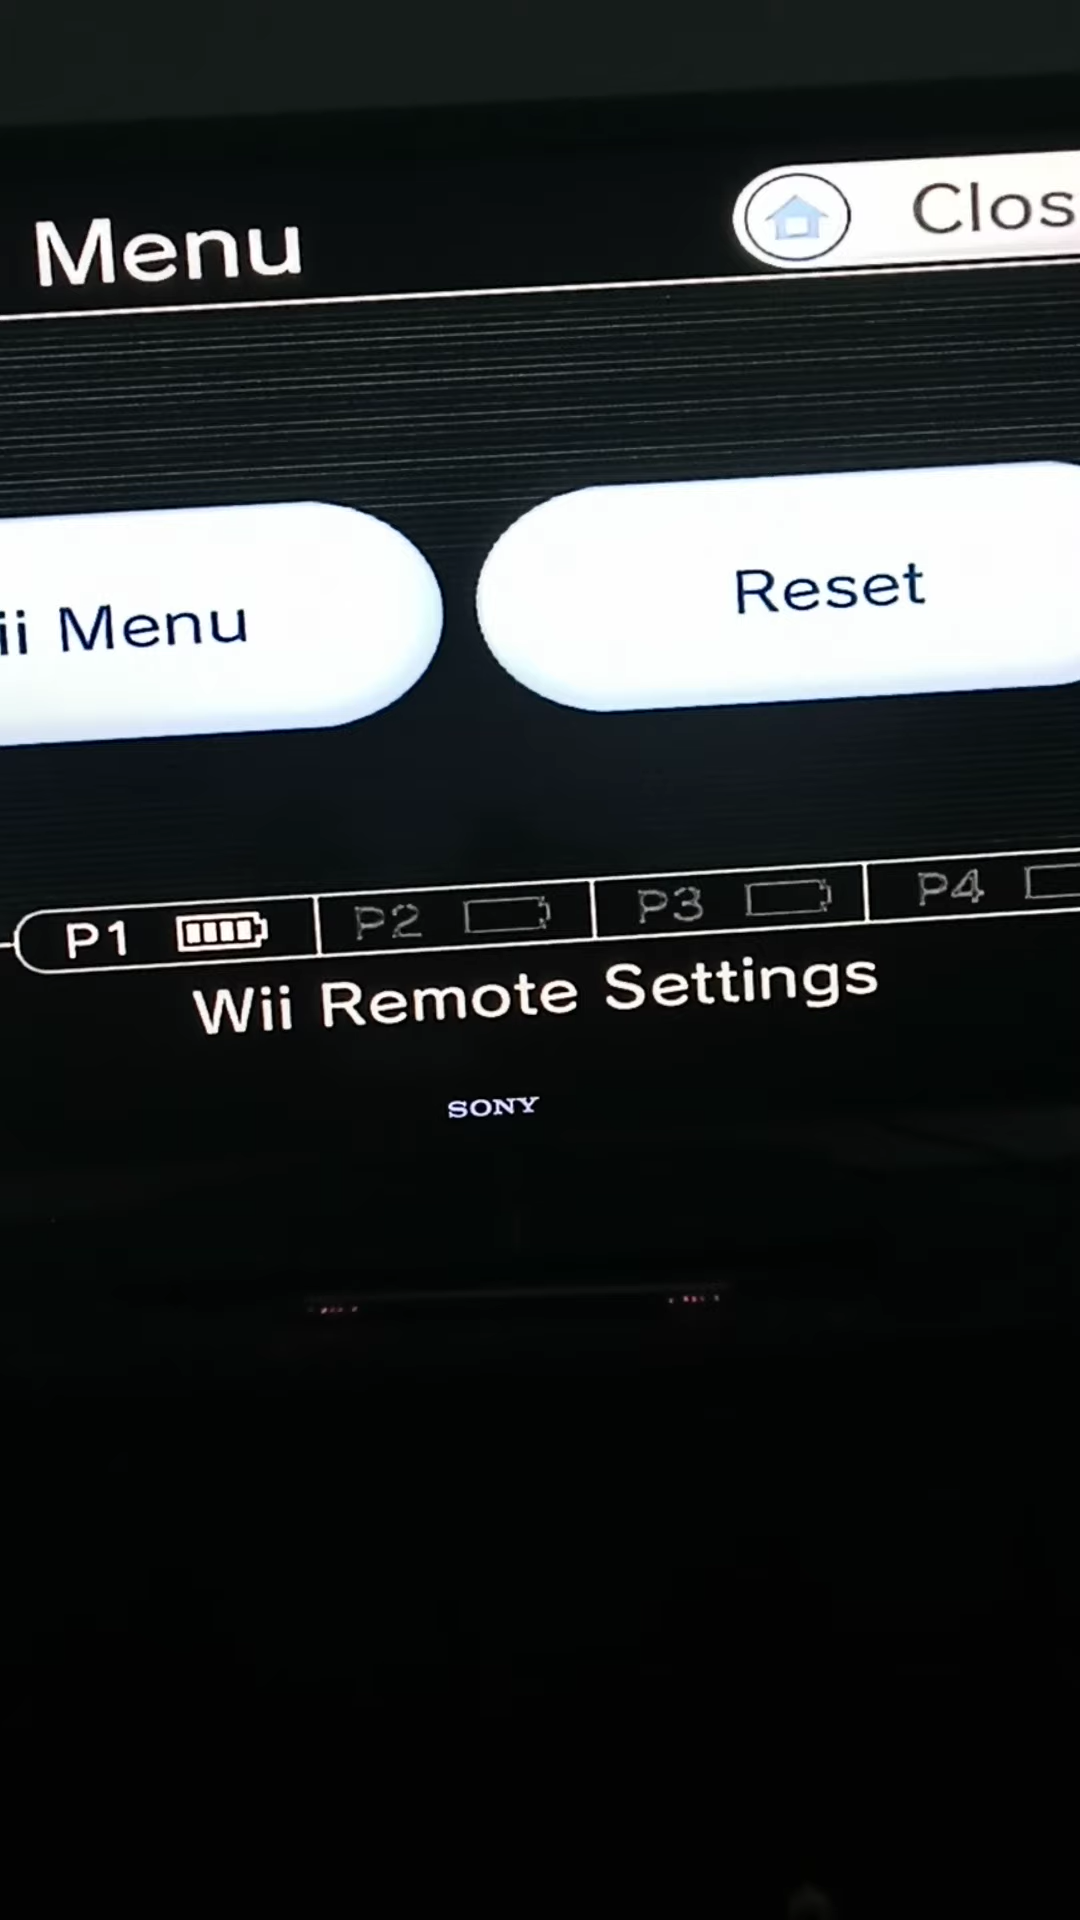 Menu
Clos
ii Menu
Reset
P1 P2 P3 P4
Wii Remote Settings
SONY